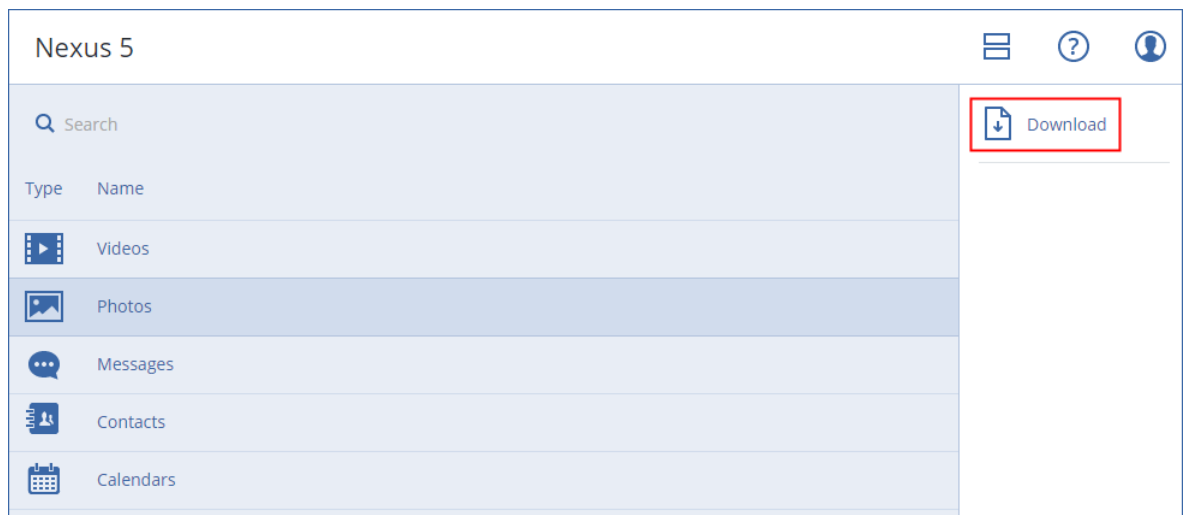 Nexus 5
Search
Download
Type Name
Videos
Photos
Messages
Contacts
Calendars